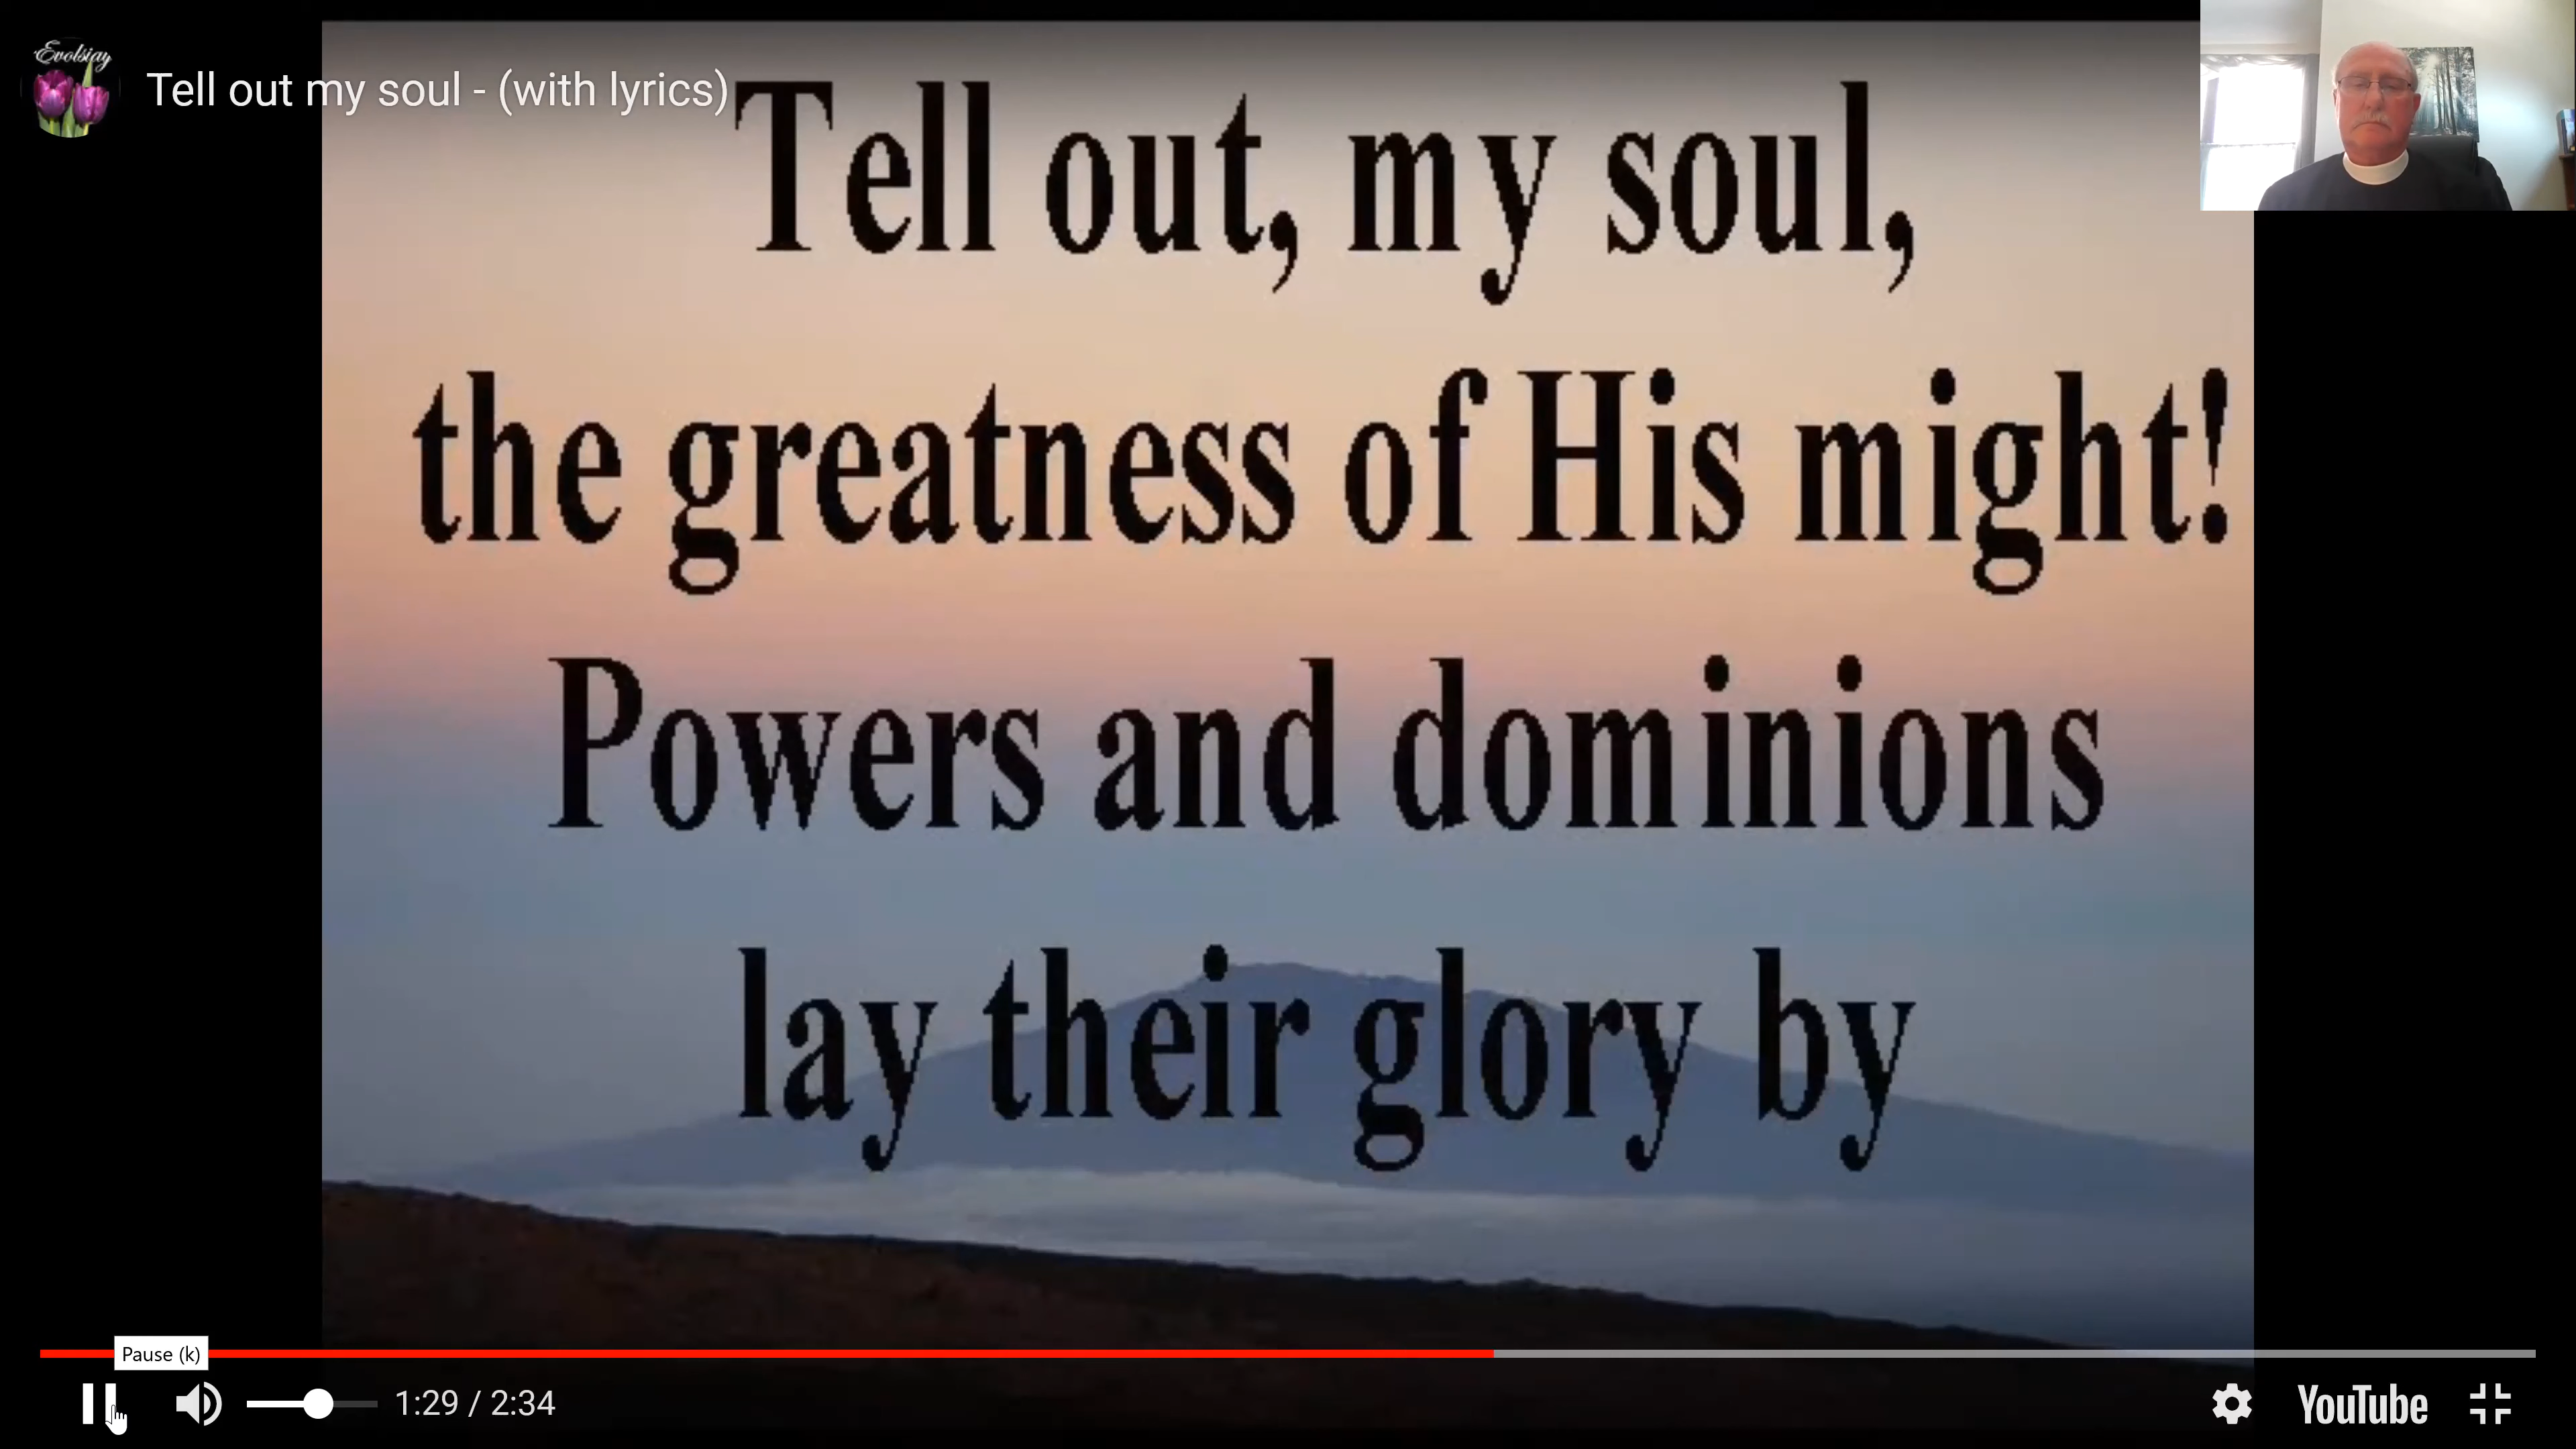 Evolsiay
Tell out my soul - (with lyrics)
Tell out, my soul,
the greatness of His might!
Powers and dominions
lay their glory by
Pause (k)
1:29 / 2:34
YouTube